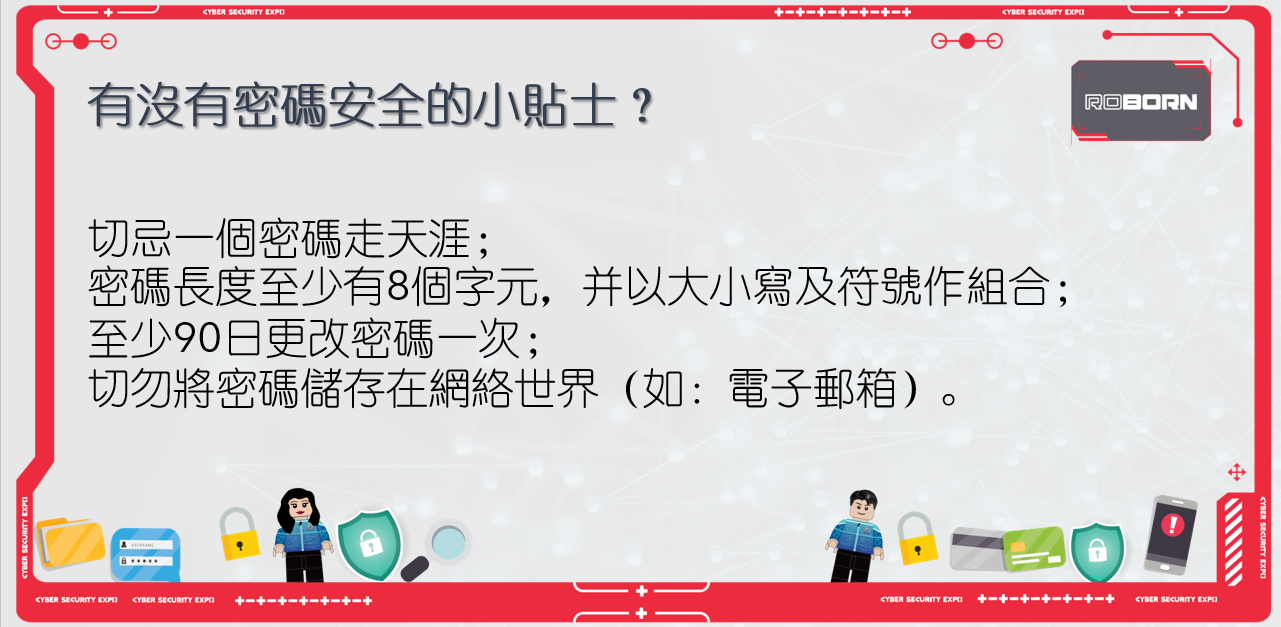 CYBER SECURITY EXPO
CYBER SECURITY EXPO
有沒有密碼安全的小貼士？
ROBORN
切忌一個密碼走天涯；
密碼長度至少有8個字元，并以大小寫及符號作組合；
至少90日更改密碼一次；
切勿將密碼儲存在網絡世界（如：電子郵箱）。
CYBER SECURITY EXPO
USERNAME
CYBER SECURITY EXPO
CYBER SECURITY EXPO
CYBER SECURITY EXPO
CYBER SECURITY EXPO
CYBER SECURITY EXPO